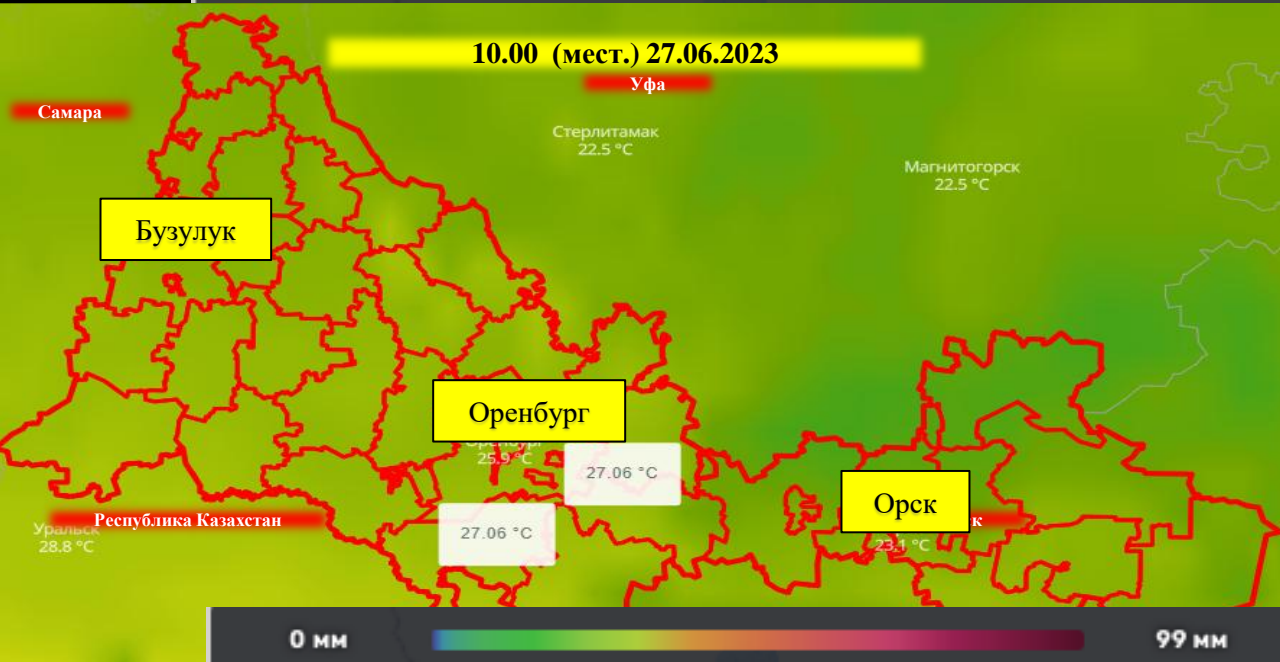 10.00 (мест.) 27.06.2023
Уфа
Самара
Стерлитамак
22.5 °C
Магнитогорск
22.5 °C
Бузулук
Оренбург
25.9 °C
27.06 °C
27.06 °C
Орск
23.1 °C
Республика Казахстан
Уральск
28.8 °C
0 мм
99 мм